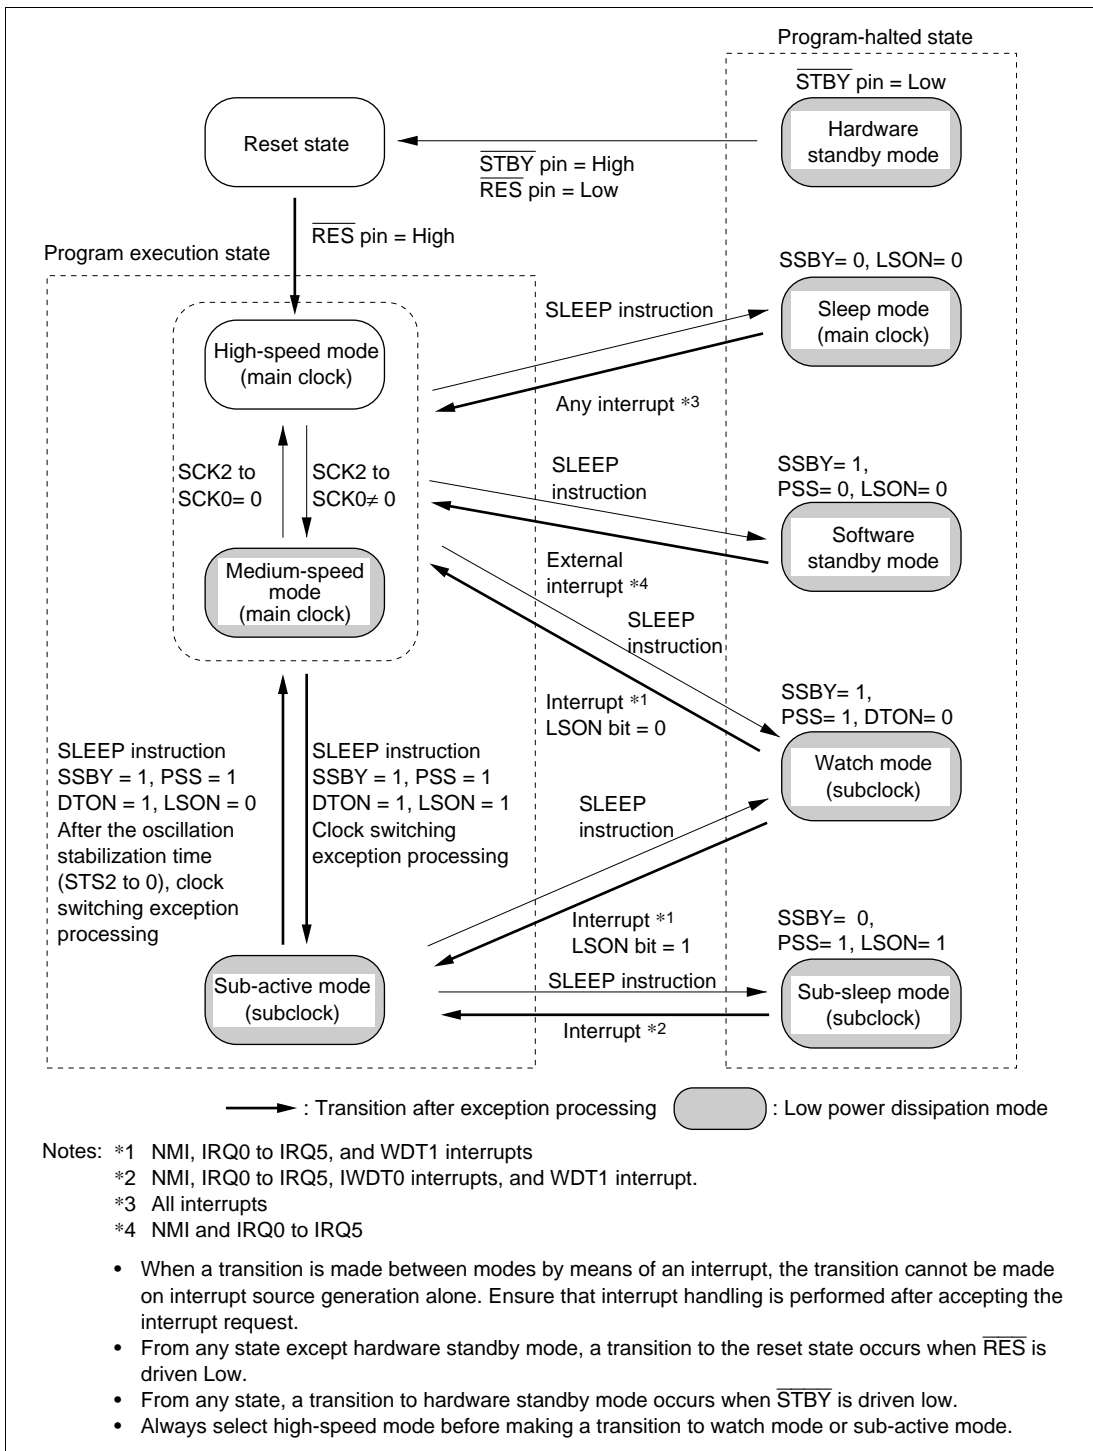 Program-halted state
STBY pin = Low
Hardware
standby mode
Reset state
STBY pin = High
RES pin = Low
RES pin = High
Program execution state
SSBY= 0, LSON= 0
Sleep mode
(main clock)
SLEEP instruction
Any interrupt *3
High-speed mode
(main clock)
SCK2 to
SCK0= 0
SCK2 to
SCK0≠ 0
Medium-speed
mode
(main clock)
SLEEP
instruction
SSBY= 1,
PSS= 0, LSON= 0
Software
standby mode
External
interrupt *4
SLEEP
instruction
Interrupt *1
LSON bit = 0
SSBY= 1,
PSS= 1, DTON= 0
Watch mode
(subclock)
SLEEP instruction
SSBY = 1, PSS = 1
DTON = 1, LSON = 0
After the oscillation
stabilization time
(STS2 to 0), clock
switching exception
processing
SLEEP instruction
SSBY = 1, PSS = 1
DTON = 1, LSON = 1
Clock switching
exception processing
SLEEP
instruction
Interrupt *1
LSON bit = 1
SSBY= 0,
PSS= 1, LSON= 1
Sub-sleep mode
(subclock)
Sub-active mode
(subclock)
SLEEP instruction
Interrupt *2
: Transition after exception processing
: Low power dissipation mode
Notes: *1 NMI, IRQ0 to IRQ5, and WDT1 interrupts
*2 NMI, IRQ0 to IRQ5, IWDT0 interrupts, and WDT1 interrupt.
*3 All interrupts
*4 NMI and IRQ0 to IRQ5
• When a transition is made between modes by means of an interrupt, the transition cannot be made
on interrupt source generation alone. Ensure that interrupt handling is performed after accepting the
interrupt request.
• From any state except hardware standby mode, a transition to the reset state occurs when RES is
driven Low.
• From any state, a transition to hardware standby mode occurs when STBY is driven low.
• Always select high-speed mode before making a transition to watch mode or sub-active mode.